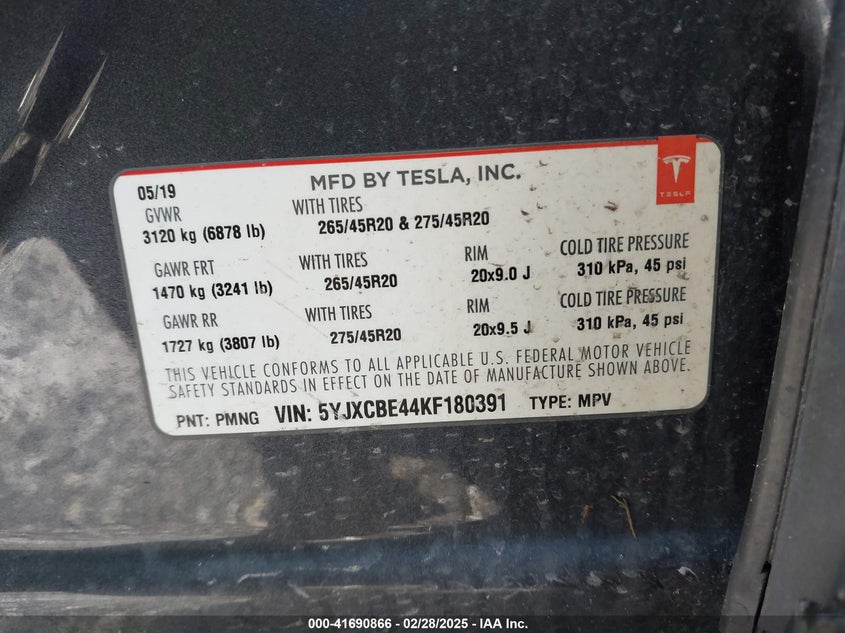 05/19
MFD BY TESLA, INC.
TESLA
GVWR WITH TIRES
3120 kg (6878 lb) 265/45R20 & 275/45R20
GAWR FRT WITH TIRES RIM COLD TIRE PRESSURE
1470 kg (3241 lb) 265/45R20 20x9.0 J 310 kPa, 45 psi
GAWR RR WITH TIRES RIM COLD TIRE PRESSURE
1727 kg (3807 lb) 275/45R20 20x9.5 J 310 kPa, 45 psi
THIS VEHICLE CONFORMS TO ALL APPLICABLE U.S. FEDERAL MOTOR VEHICLE
SAFETY STANDARDS IN EFFECT ON THE DATE OF MANUFACTURE SHOWN ABOVE.
PNT: PMNG VIN: 5YJXCBE44KF180391 TYPE: MPV
000-41690866 / 02/28/2025 / © IAA Inc.